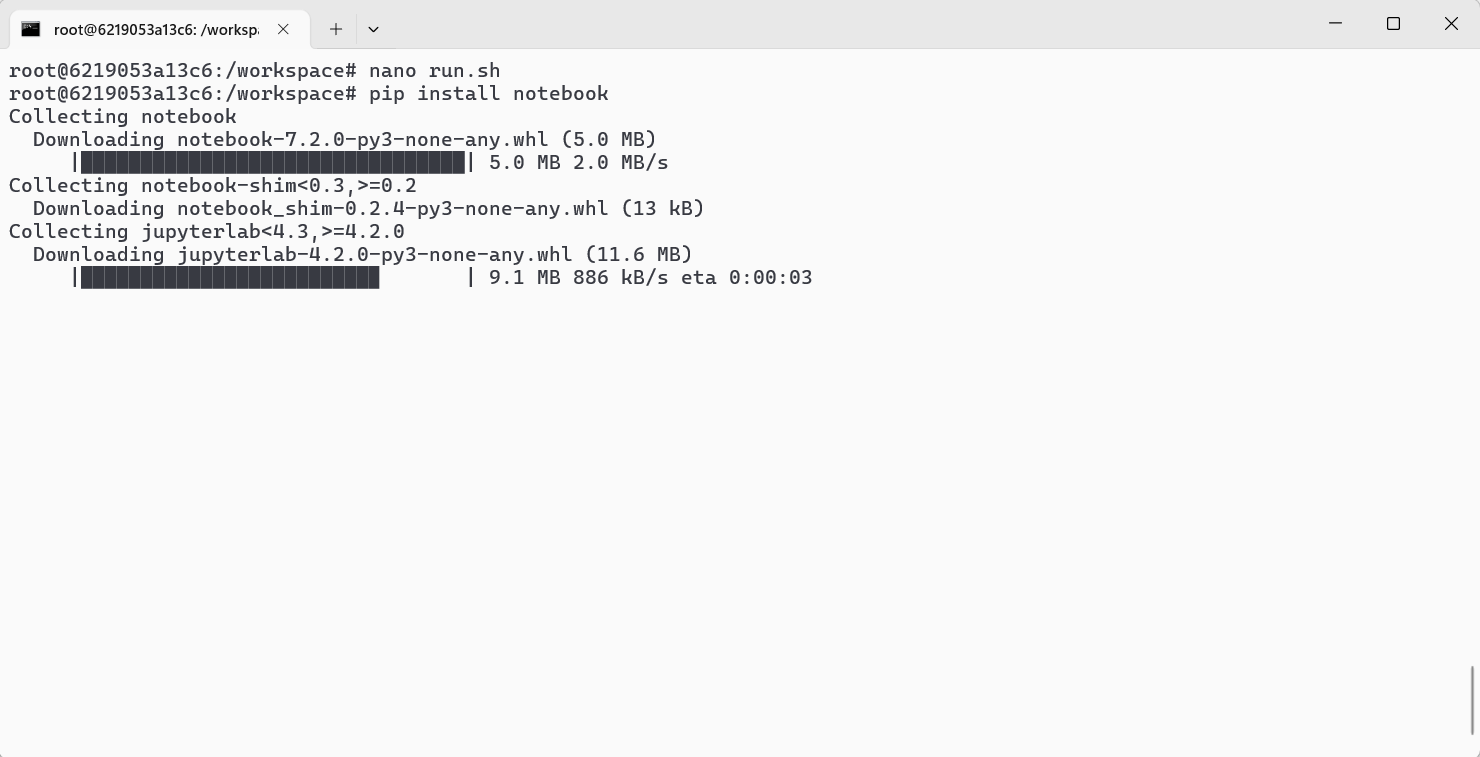 root@6219053a13c6: /worksp
root@6219053a13c6:/workspace# nano run.sh
root@6219053a13c6:/workspace# pip install notebook
Collecting notebook
  Downloading notebook-7.2.0-py3-none-any.whl (5.0 MB)
     |████████████████████████████████| 5.0 MB 2.0 MB/s
Collecting notebook-shim<0.3,>=0.2
  Downloading notebook_shim-0.2.4-py3-none-any.whl (13 kB)
Collecting jupyterlab<4.3,>=4.2.0
  Downloading jupyterlab-4.2.0-py3-none-any.whl (11.6 MB)
     |█████████████████████████       | 9.1 MB 886 kB/s eta 0:00:03